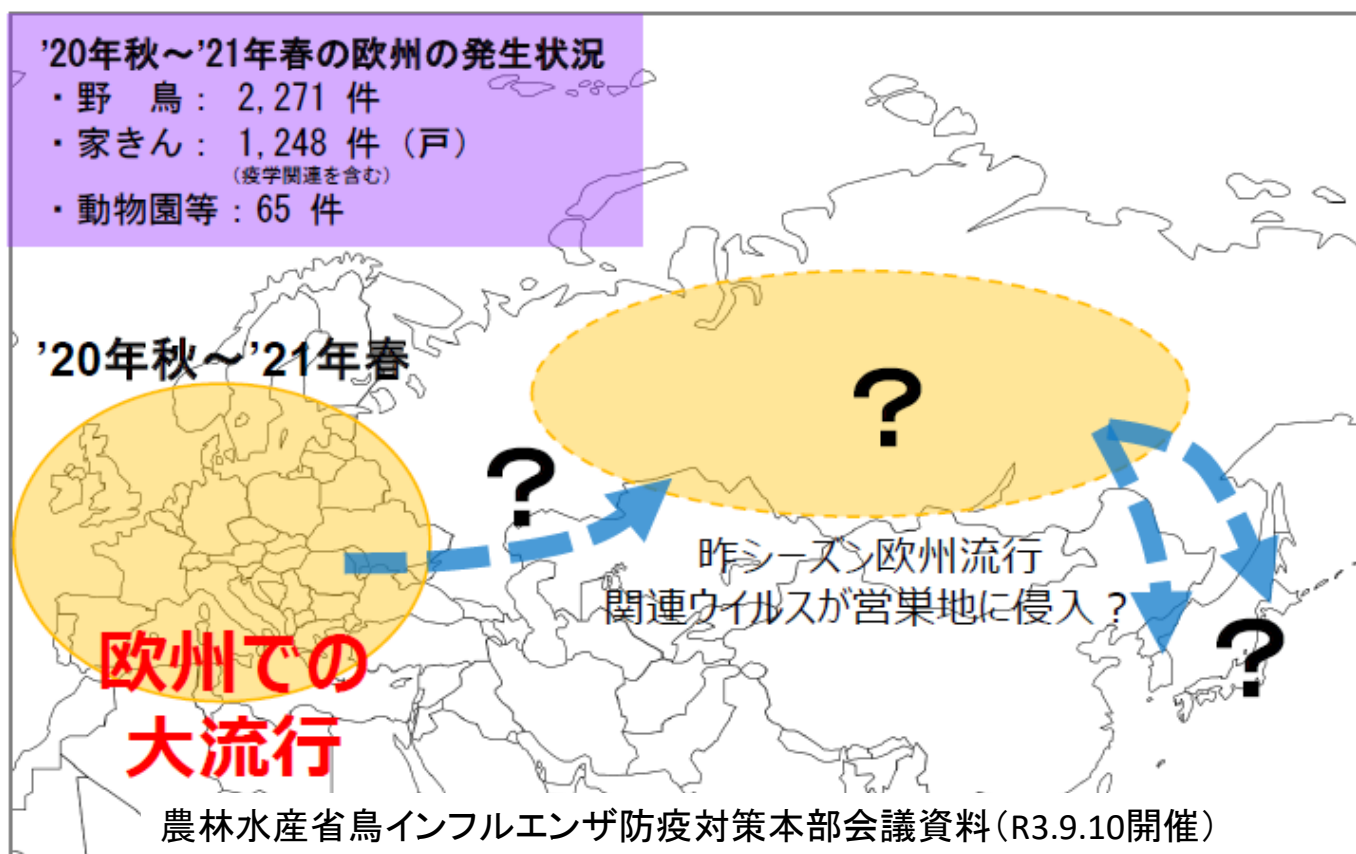 ’20年秋～’21年春の欧州の発生状況
・野　鳥： 2,271 件
・家きん： 1,248 件（戸）
（疫学関連を含む）
・動物園等：65 件
’20年秋～’21年春
?
?
昨シーズン欧州流行
関連ウイルスが営巣地に侵入？
?
欧州での
大流行
農林水産省鳥インフルエンザ防疫対策本部会議資料（R3.9.10開催）